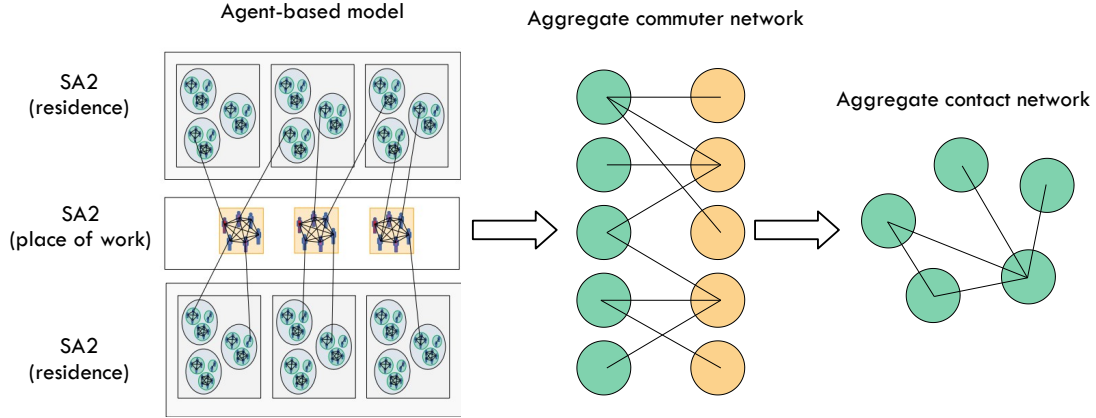 Agent-based model
Aggregate commuter network
Aggregate contact network
SA2
(residence)
SA2
(place of work)
SA2
(residence)